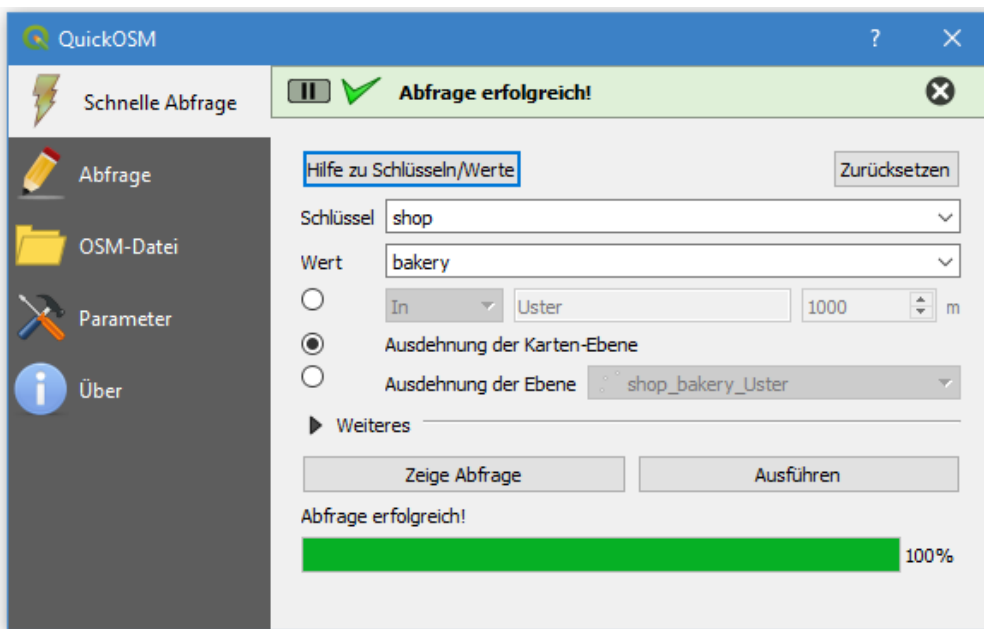 QuickOSM ?
Schnelle Abfrage
Abfrage
OSM-Datei
Parameter
Über
Abfrage erfolgreich!
Hilfe zu Schlüsseln/Werte Zurücksetzen
Schlüssel shop
Wert bakery
In Uster 1000 m
Ausdehnung der Karten-Ebene
Ausdehnung der Ebene shop_bakery_Uster
Weiteres
Zeige Abfrage Ausführen
Abfrage erfolgreich!
100%